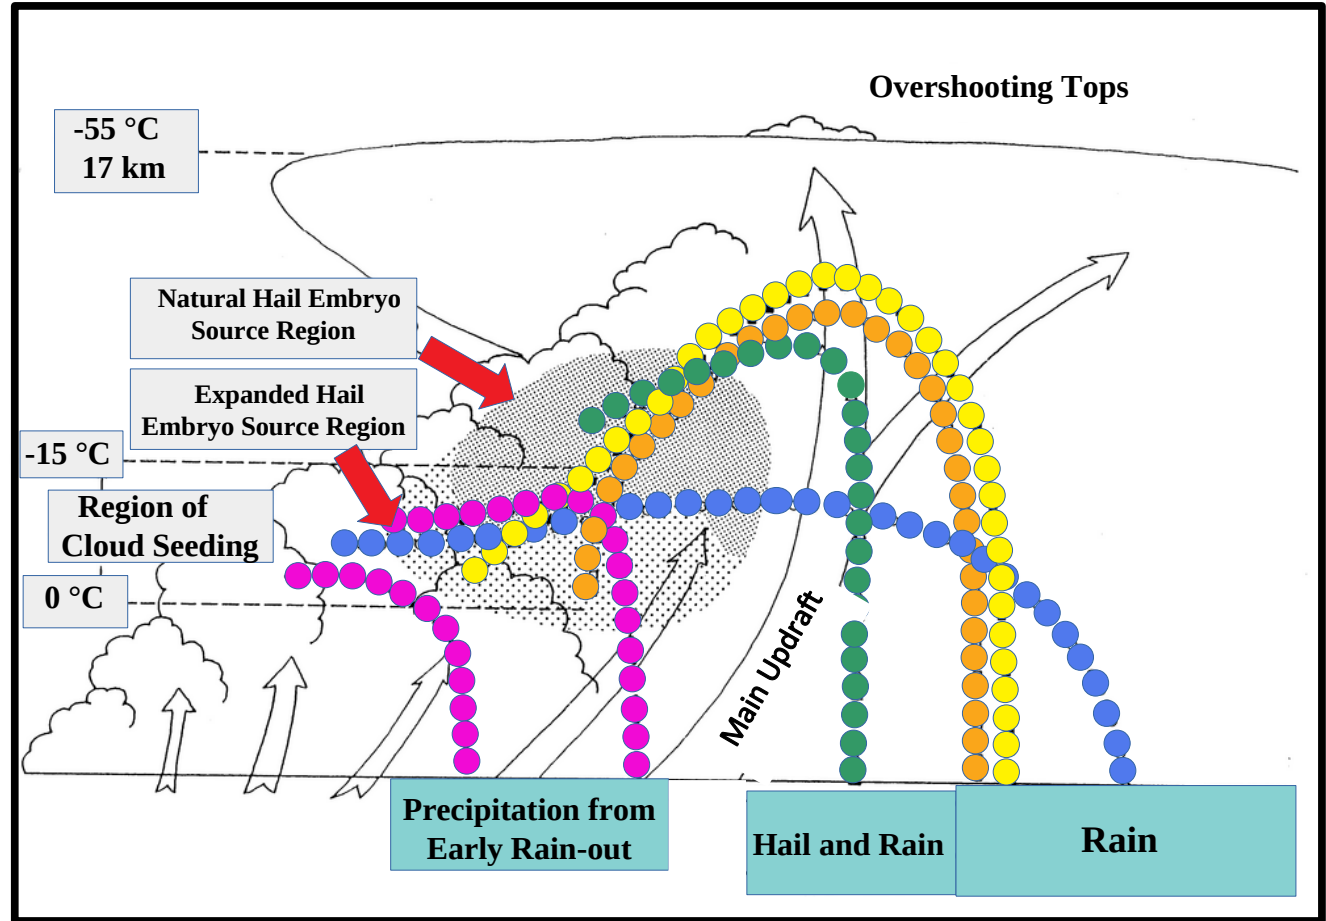 Overshooting Tops
-55 °C
17 km
Natural Hail Embryo
Source Region
Expanded Hail
Embryo Source Region
-15 °C
Region of
Cloud Seeding
0 °C
Main Updraft
Precipitation from
Early Rain-out
Hail and Rain
Rain